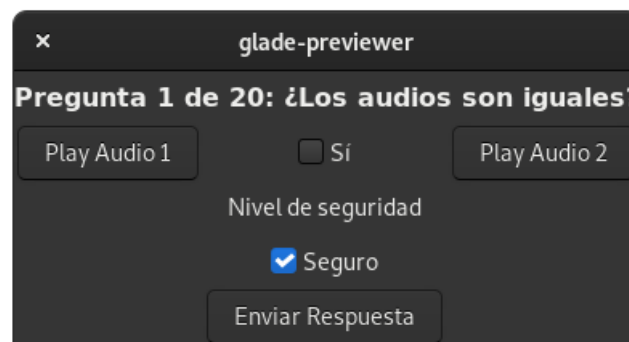 glade-previewer
Pregunta 1 de 20: ¿Los audios son iguales?
Play Audio 1 Sí Play Audio 2
Nivel de seguridad
Seguro
Enviar Respuesta